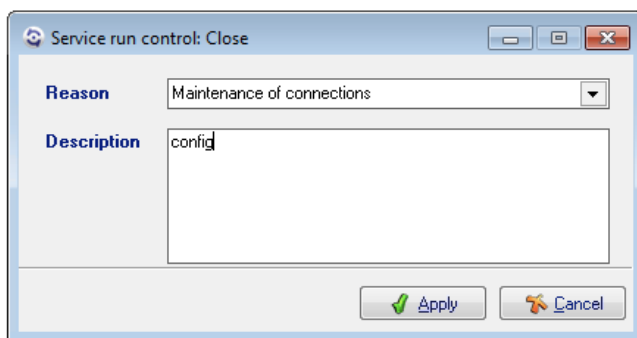 Service run control: Close
Reason Maintenance of connections
Description config
Apply Cancel